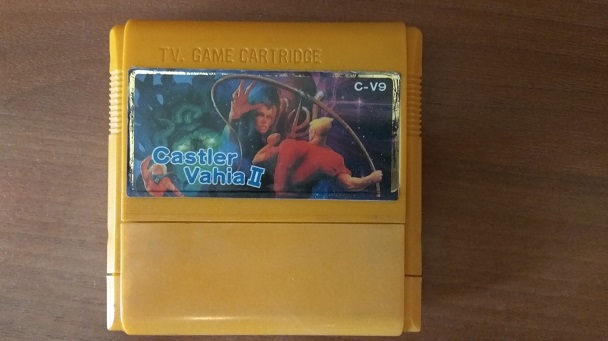 TV. GAME CARTRIDGE
C-V9
Castler
Vahia II